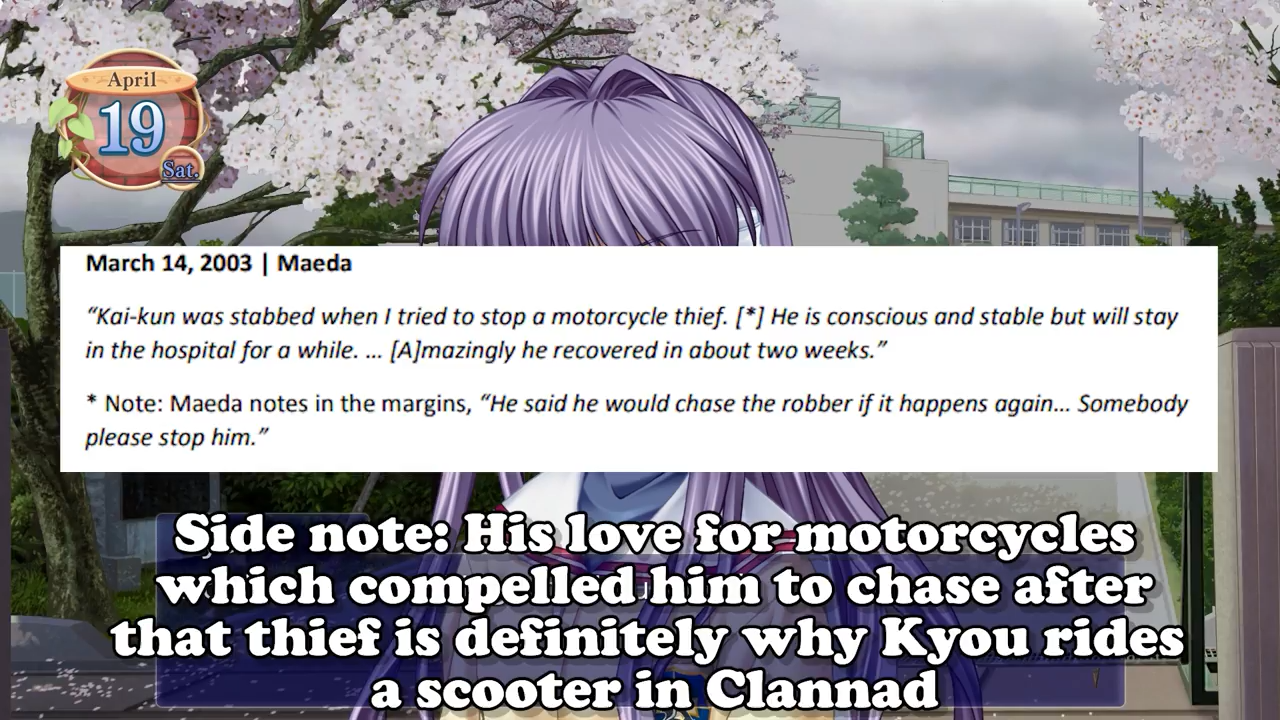 April
19
Sat.
March 14, 2003 | Maeda
“Kai-kun was stabbed when I tried to stop a motorcycle thief. [*] He is conscious and stable but will stay
in the hospital for a while. … [A]mazingly he recovered in about two weeks.”
* Note: Maeda notes in the margins, “He said he would chase the robber if it happens again… Somebody
please stop him.”
Side note: His love for motorcycles
which compelled him to chase after
that thief is definitely why Kyou rides
a scooter in Clannad